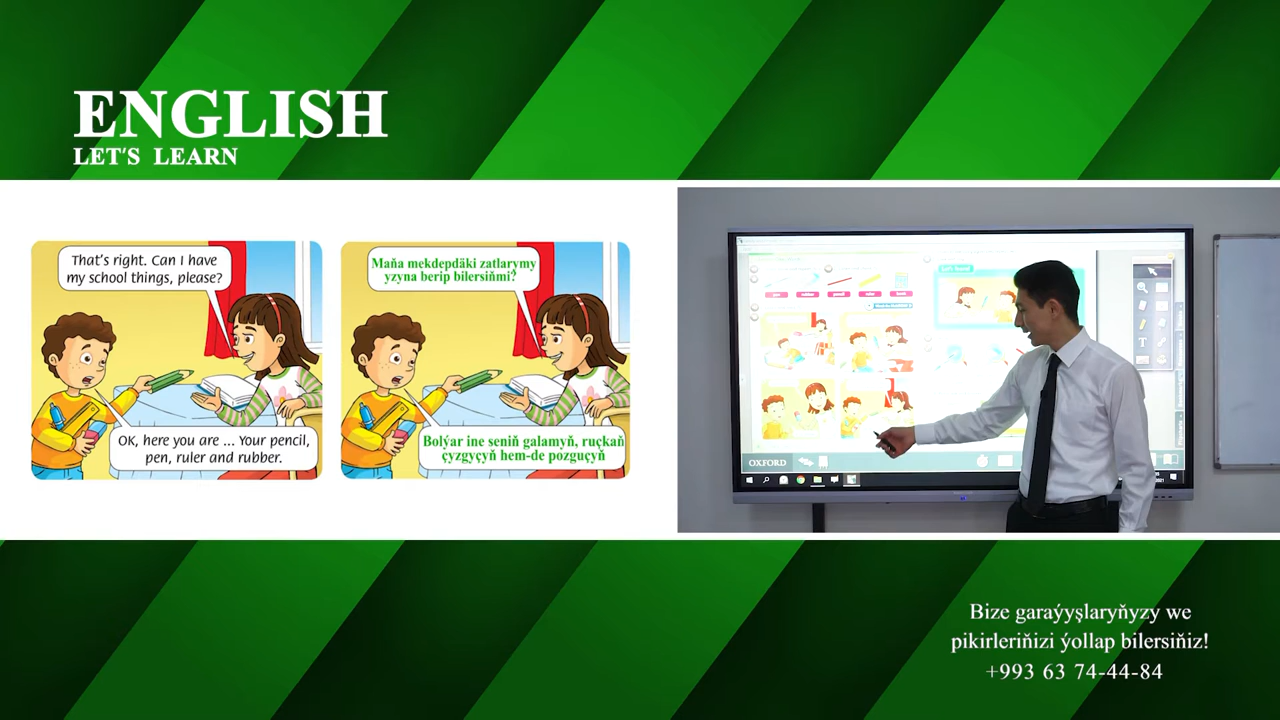 ENGLISH
LET'S LEARN
That's right. Can I have
my school things, please?
OK, here you are ... Your pencil,
pen, ruler and rubber.
Maňa mekdepdäki zatlarymy
yzyna berip bilersiňmi?
Bolýar ine seniň galamyň, ruçkaň
çyzgyçyň hem-de pozguçyň
OXFORD
Bize garaýyşlaryňyzy we
pikirleriňizi ýollap bilersiňiz!
+993 63 74-44-84